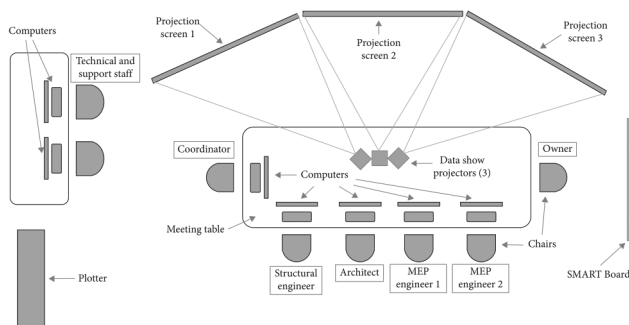 Computers
Technical and
support staff
Projection
screen 1
Projection
screen 2
Projection
screen 3
Coordinator
Computers
Data show
projectors (3)
Owner
Meeting table
Chairs
Structural
engineer
Architect
MEP
engineer 1
MEP
engineer 2
SMART Board
Plotter